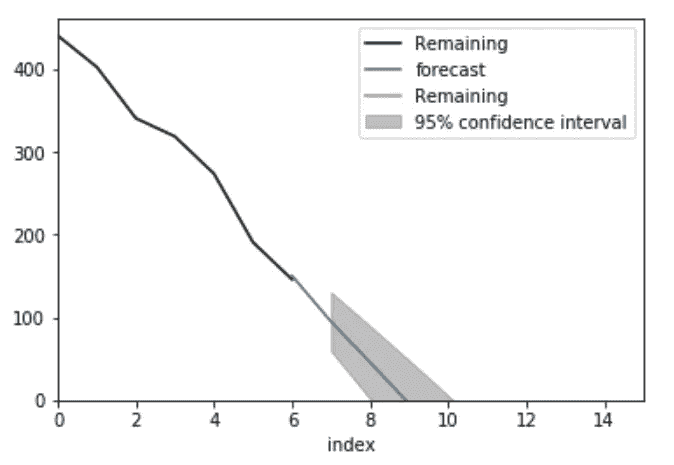 Remaining
forecast
Remaining
95% confidence interval
400
300
200
100
0
0 2 4 6 8 10 12 14
index